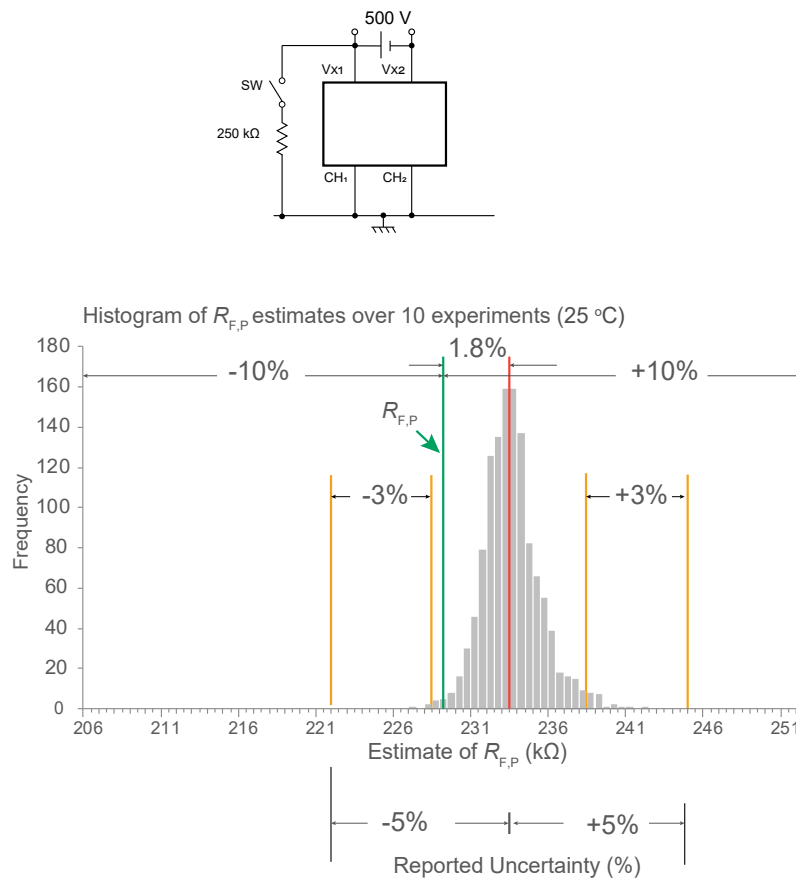 500 V
Vx1 Vx2
SW
250 kΩ
CH1 CH2
Histogram of RF,P estimates over 10 experiments (25 °C)
180
160
140
120
100
80
60
40
20
0
Frequency
1.8%
-10% +10%
RF,P
-3% +3%
206 211 216 221 226 231 236 241 246 251
Estimate of RF,P (kΩ)
-5% +5%
Reported Uncertainty (%)